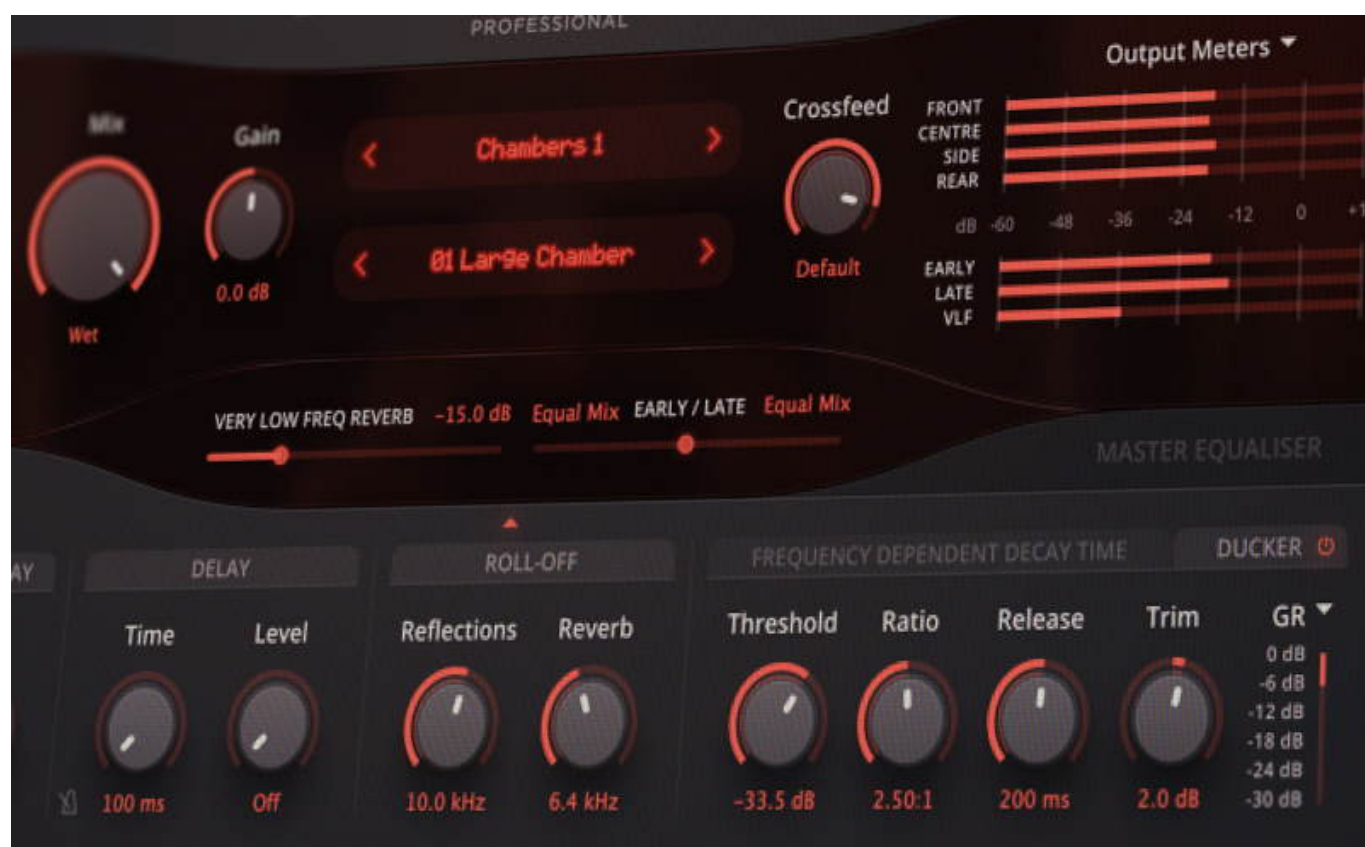 PROFESSIONAL
Output Meters
Mix
Gain
Chambers 1
Crossfeed
FRONT
CENTRE
SIDE
REAR
dB -60 -48 -36 -24 -12 0
01 Large Chamber
0.0 dB
Default
EARLY
LATE
VLF
Wet
VERY LOW FREQ REVERB -15.0 dB Equal Mix EARLY / LATE Equal Mix
MASTER EQUALISER
AY DELAY ROLL-OFF FREQUENCY DEPENDENT DECAY TIME DUCKER
Time Level Reflections Reverb Threshold Ratio Release Trim GR
0 dB
-6 dB
-12 dB
-18 dB
-24 dB
-30 dB
100 ms Off 10.0 kHz 6.4 kHz -33.5 dB 2.50:1 200 ms 2.0 dB